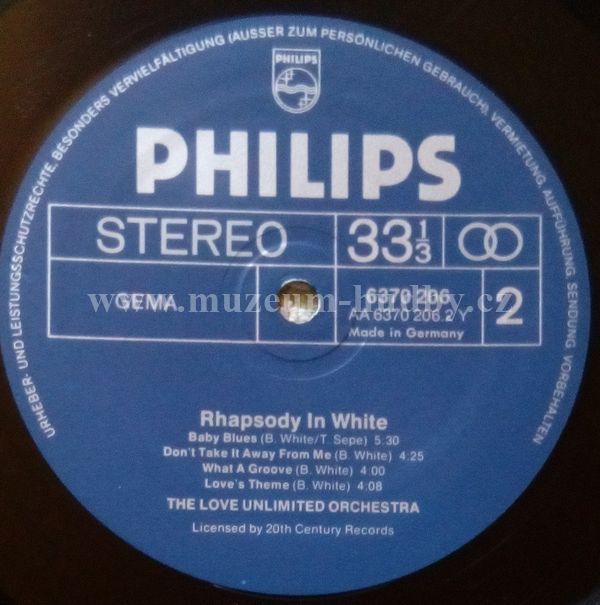 URHEBER- UND LEISTUNGSSCHUTZRECHTE, BESONDERS VERVIELFÄLTIGUNG (AUSSER ZUM PERSÖNLICHEN GEBRAUCH), VERMIETUNG, AUFFÜHRUNG, SENDUNG VORBEHALTEN
PHILIPS
PHILIPS
STEREO 33 1/3
GEMA 6370 206 2
AA 6370 206.2 Y
Made in Germany
www.muzeum-hudby.cz
Rhapsody In White
Baby Blues (B. White/T. Sepe) 5:30
Don't Take It Away From Me (B. White) 4:25
What A Groove (B. White) 4:00
Love's Theme (B. White) 4:08
THE LOVE UNLIMITED ORCHESTRA
Licensed by 20th Century Records